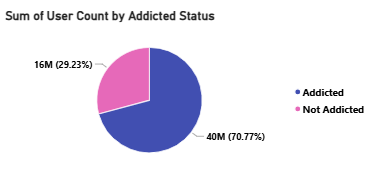 Sum of User Count by Addicted Status
16M (29.23%)
Addicted
Not Addicted
40M (70.77%)